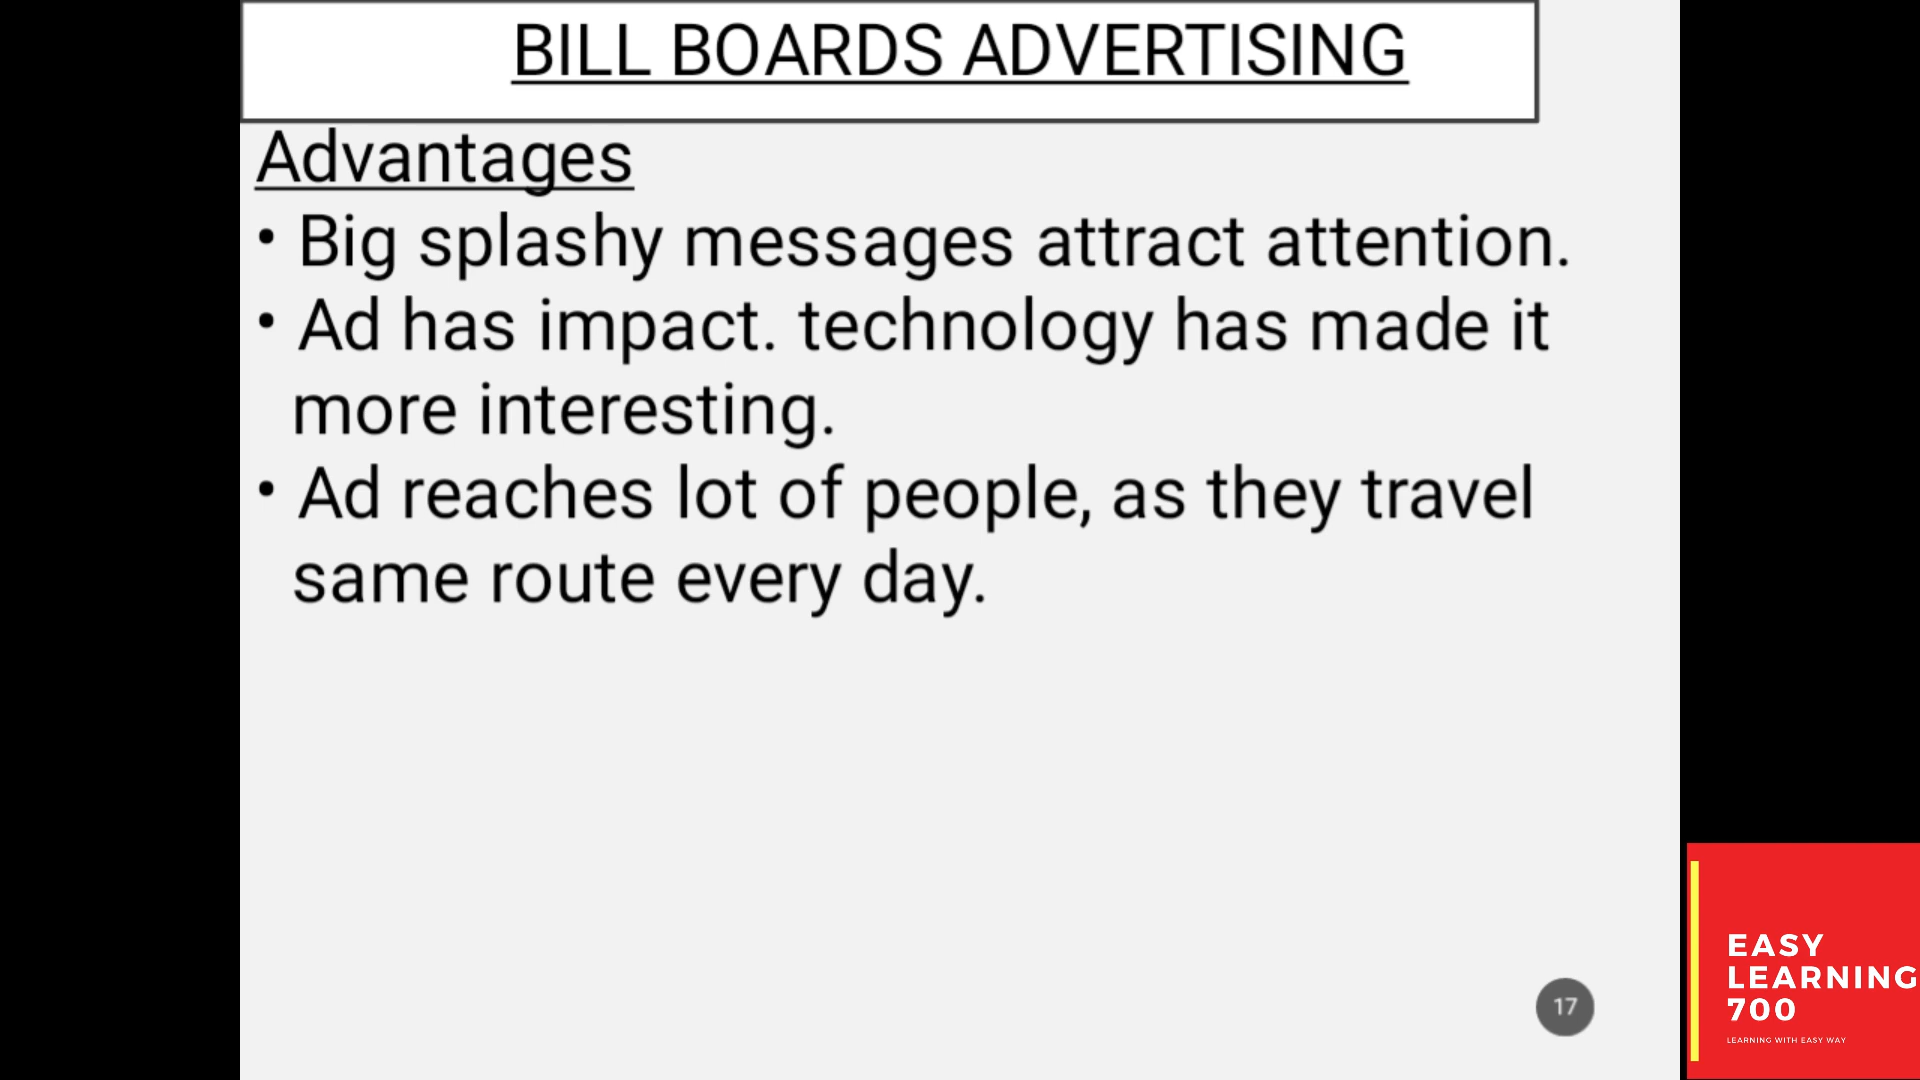 BILL BOARDS ADVERTISING
Advantages
• Big splashy messages attract attention.
• Ad has impact. technology has made it
more interesting.
• Ad reaches lot of people, as they travel
same route every day.
17
EASY
LEARNING
700
LEARNING WITH EASY WAY